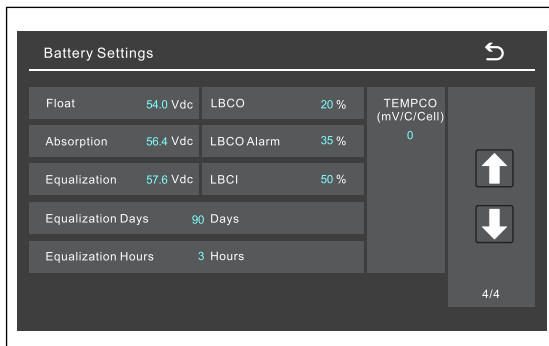 Battery Settings
Float 54.0 Vdc LBCO 20 % TEMPCO
(mV/C/Cell)
Absorption 56.4 Vdc LBCO Alarm 35 % 0
Equalization 57.6 Vdc LBCI 50 %
Equalization Days 90 Days
Equalization Hours 3 Hours
4/4